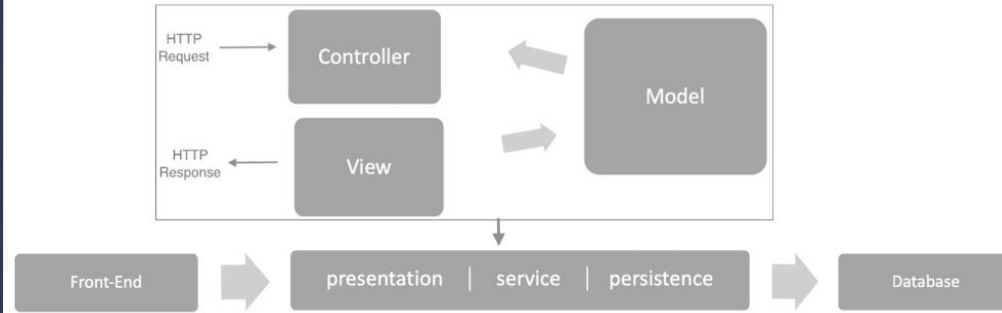 HTTP
Request
Controller
Model
HTTP
Response
View
Front-End
presentation | service | persistence
Database